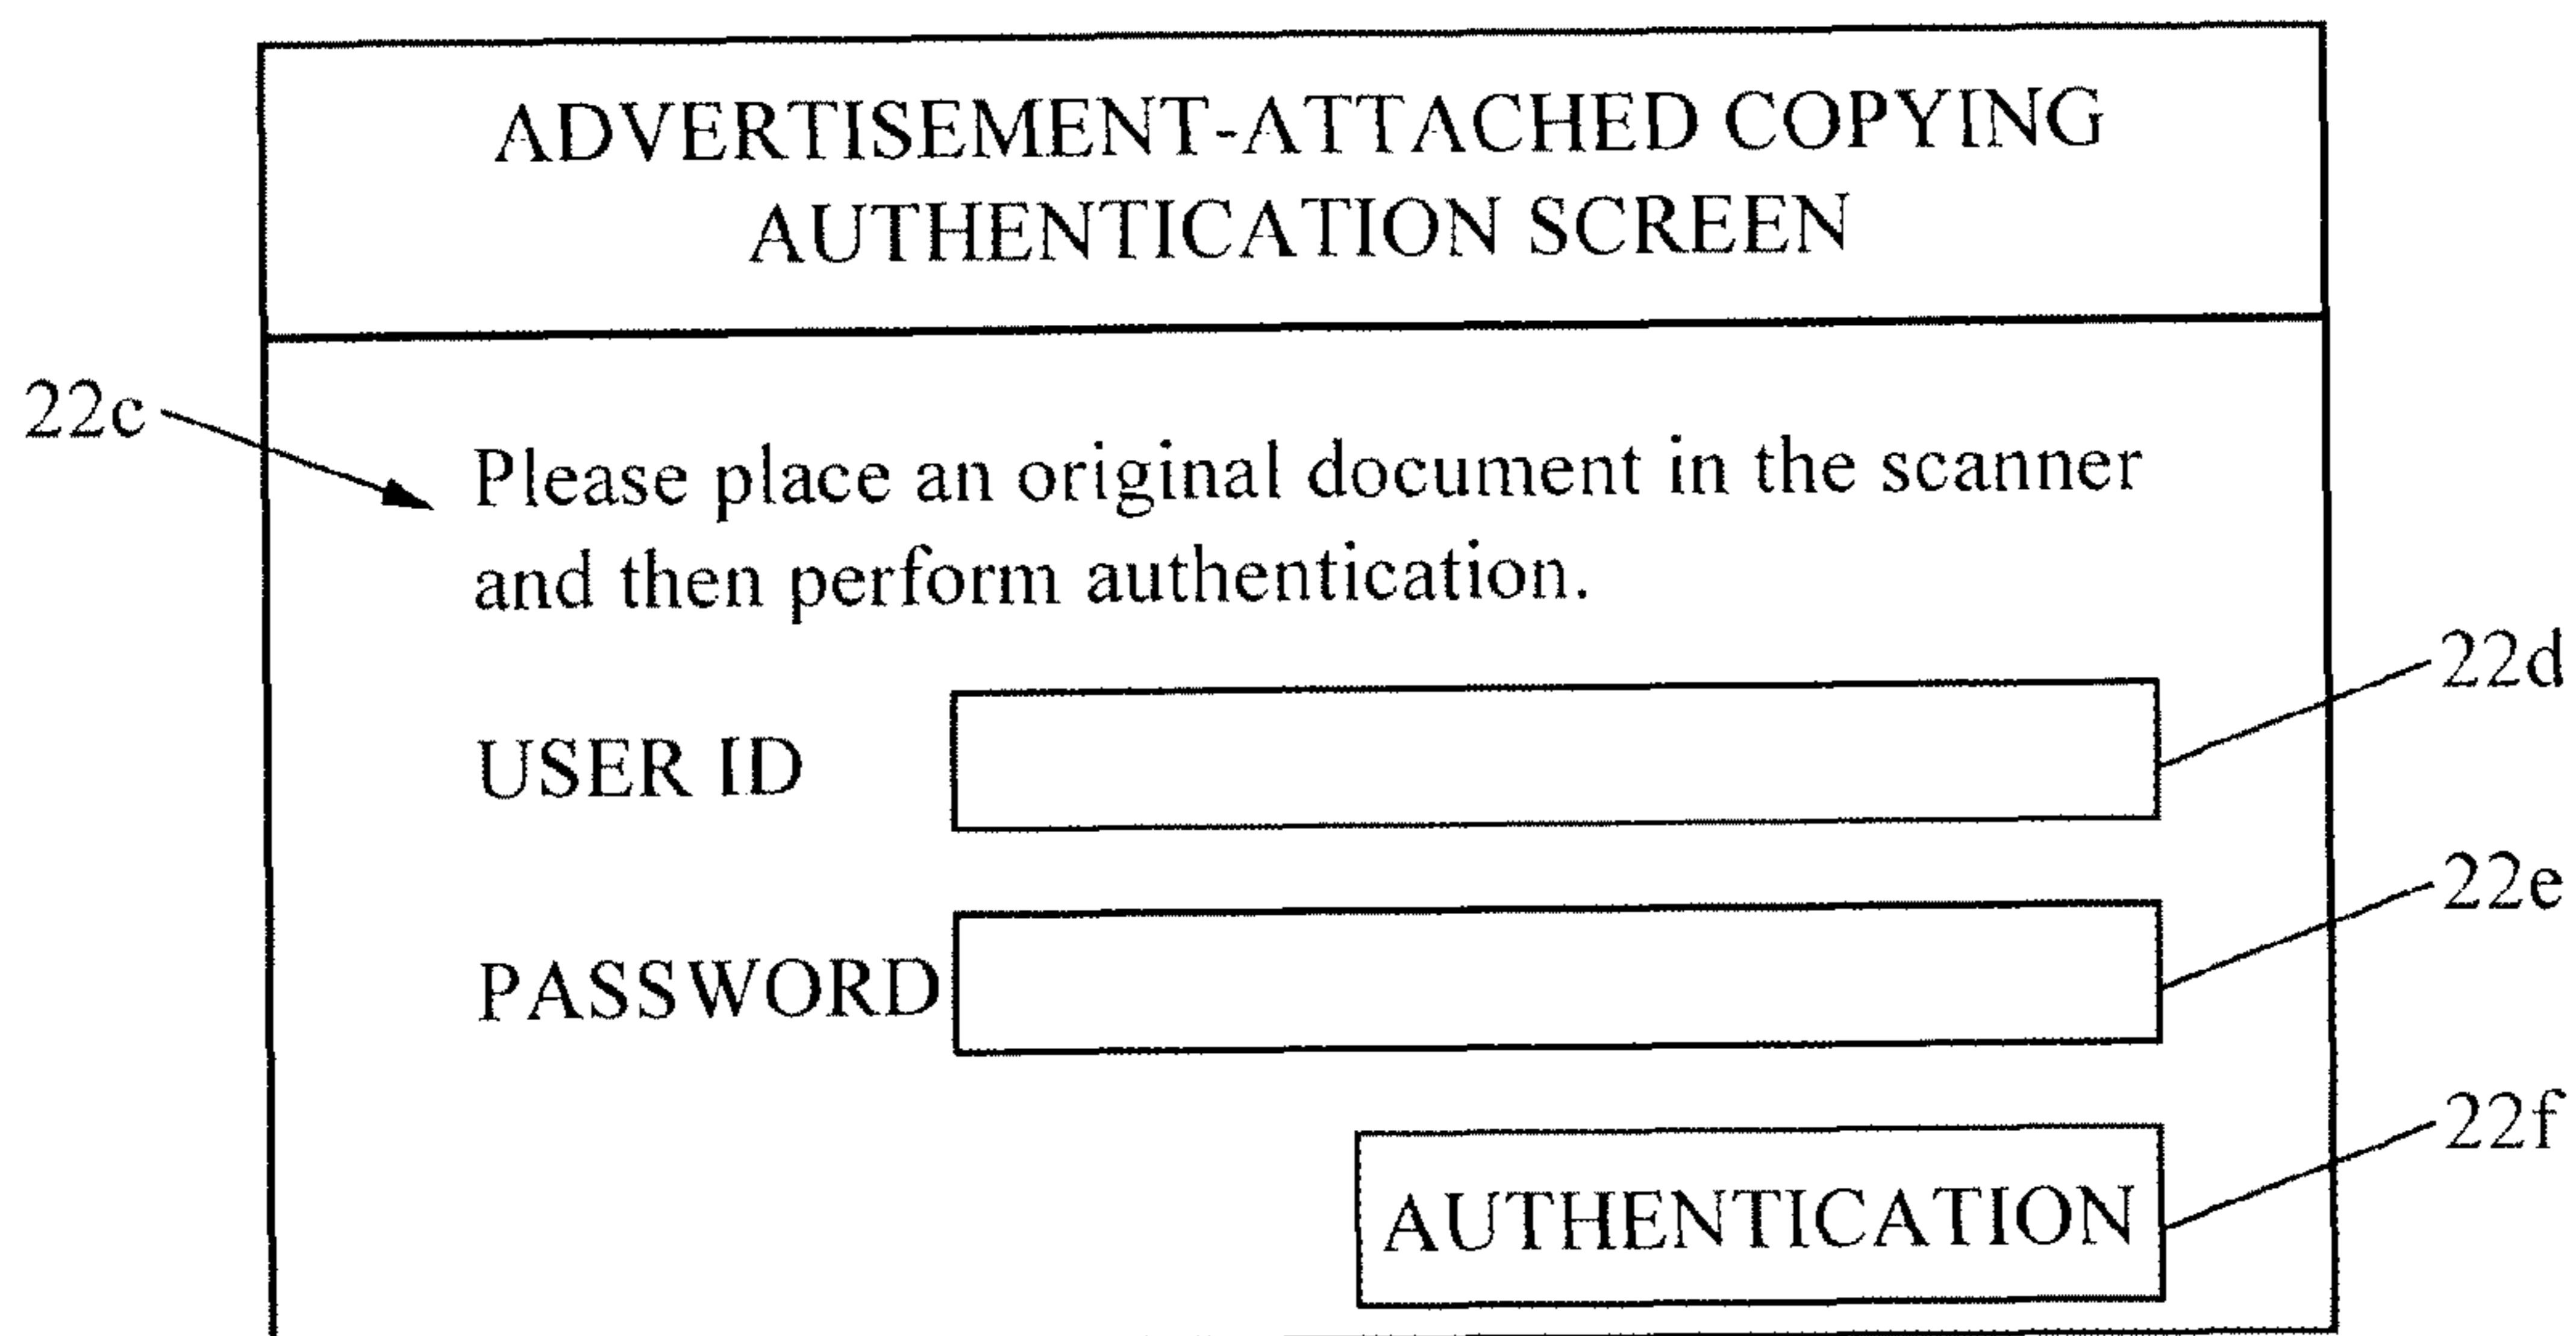 ADVERTISEMENT-ATTACHED COPYING
AUTHENTICATION SCREEN
22c
Please place an original document in the scanner
and then perform authentication.
22d
USER ID
22e
PASSWORD
22f
AUTHENTICATION